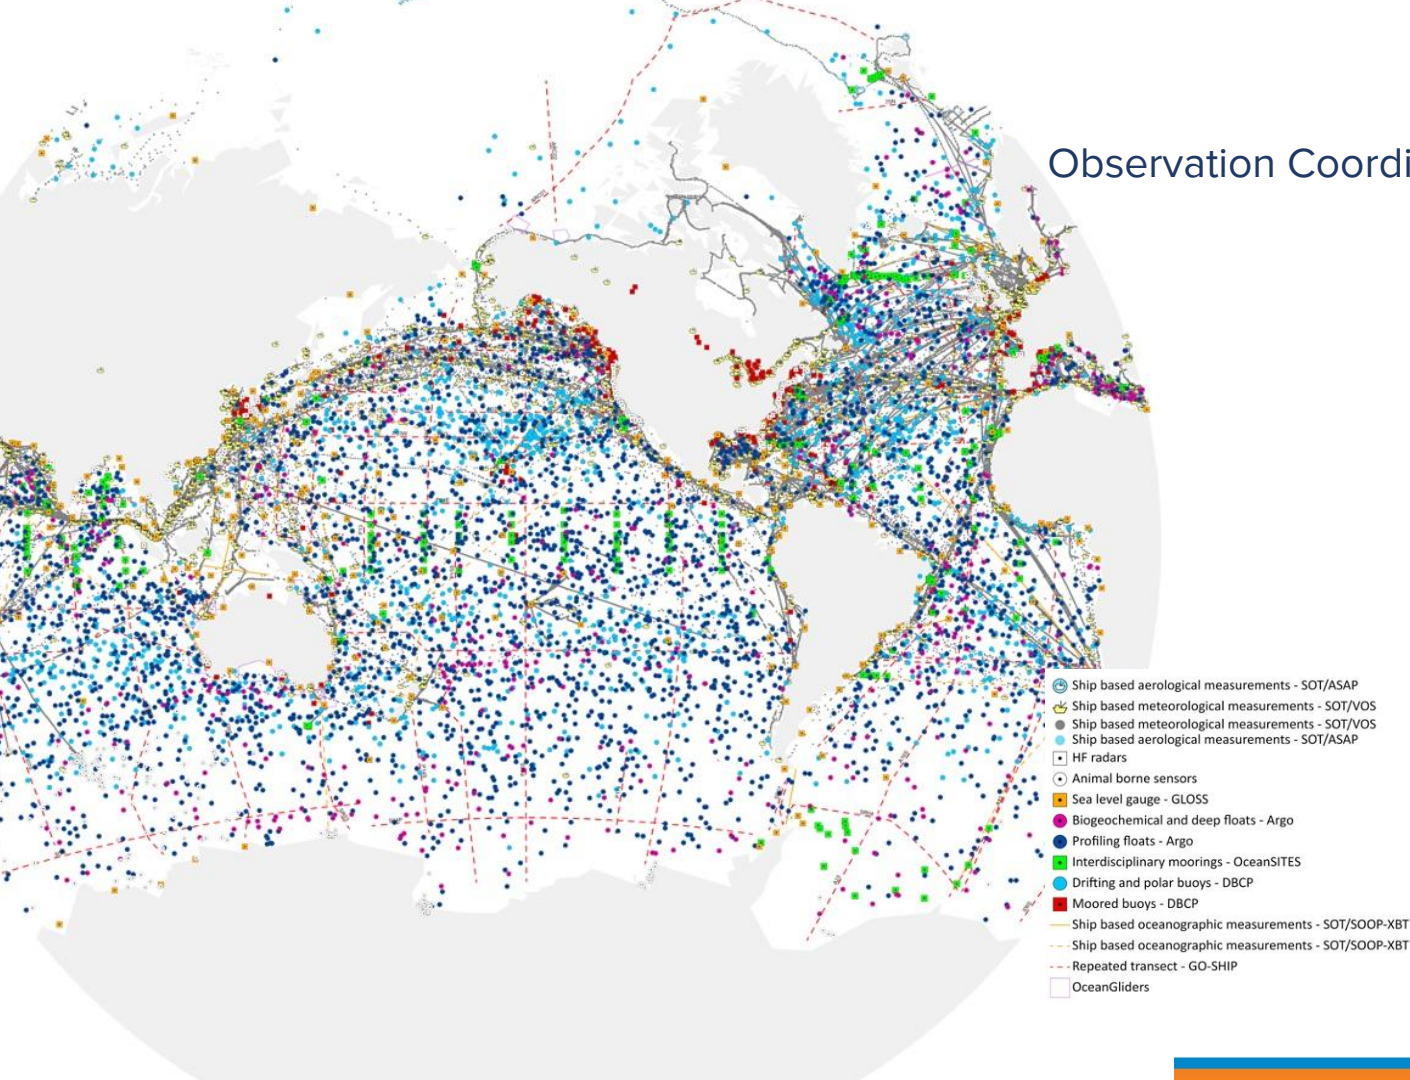 Observation Coordi
Ship based aerological measurements - SOT/ASAP
Ship based meteorological measurements - SOT/VOS
Ship based meteorological measurements - SOT/VOS
Ship based aerological measurements - SOT/ASAP
HF radars
Animal borne sensors
Sea level gauge - GLOSS
Biogeochemical and deep floats - Argo
Profiling floats - Argo
Interdisciplinary moorings - OceanSITES
Drifting and polar buoys - DBCP
Moored buoys - DBCP
Ship based oceanographic measurements - SOT/SOOP-XBT
Ship based oceanographic measurements - SOT/SOOP-XBT
Repeated transect - GO-SHIP
OceanGliders